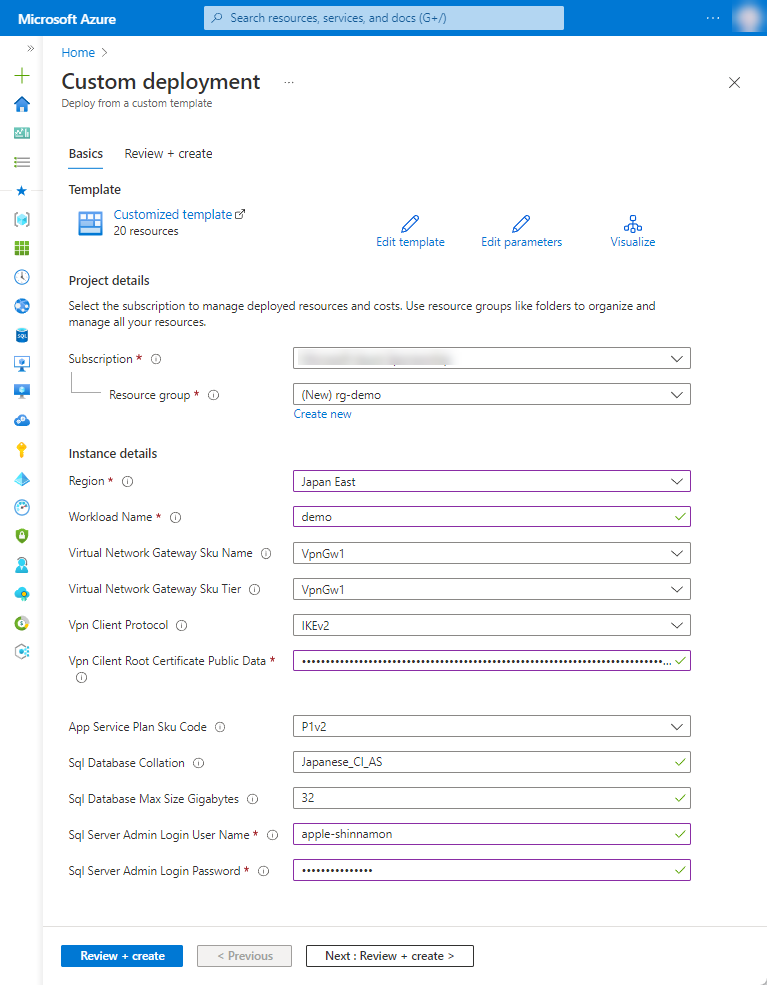 Microsoft Azure
Search resources, services, and docs (G+/)
...
Home >
Custom deployment ...
Deploy from a custom template
Basics Review + create
Template
Customized template
20 resources
Edit template Edit parameters Visualize
Project details
Select the subscription to manage deployed resources and costs. Use resource groups like folders to organize and
manage all your resources.
Subscription *
Resource group * (New) rg-demo
Create new
Instance details
Region * Japan East
Workload Name * demo
Virtual Network Gateway Sku Name VpnGw1
Virtual Network Gateway Sku Tier VpnGw1
Vpn Client Protocol IKEv2
Vpn Cilent Root Certificate Public Data * ••••••••••••••••••••••••••••••••••••••••••••••••••••••••••••••••••••••••...
App Service Plan Sku Code P1v2
Sql Database Collation Japanese_CI_AS
Sql Database Max Size Gigabytes 32
Sql Server Admin Login User Name * apple-shinnamon
Sql Server Admin Login Password * •••••••••••••••
Review + create < Previous Next : Review + create >